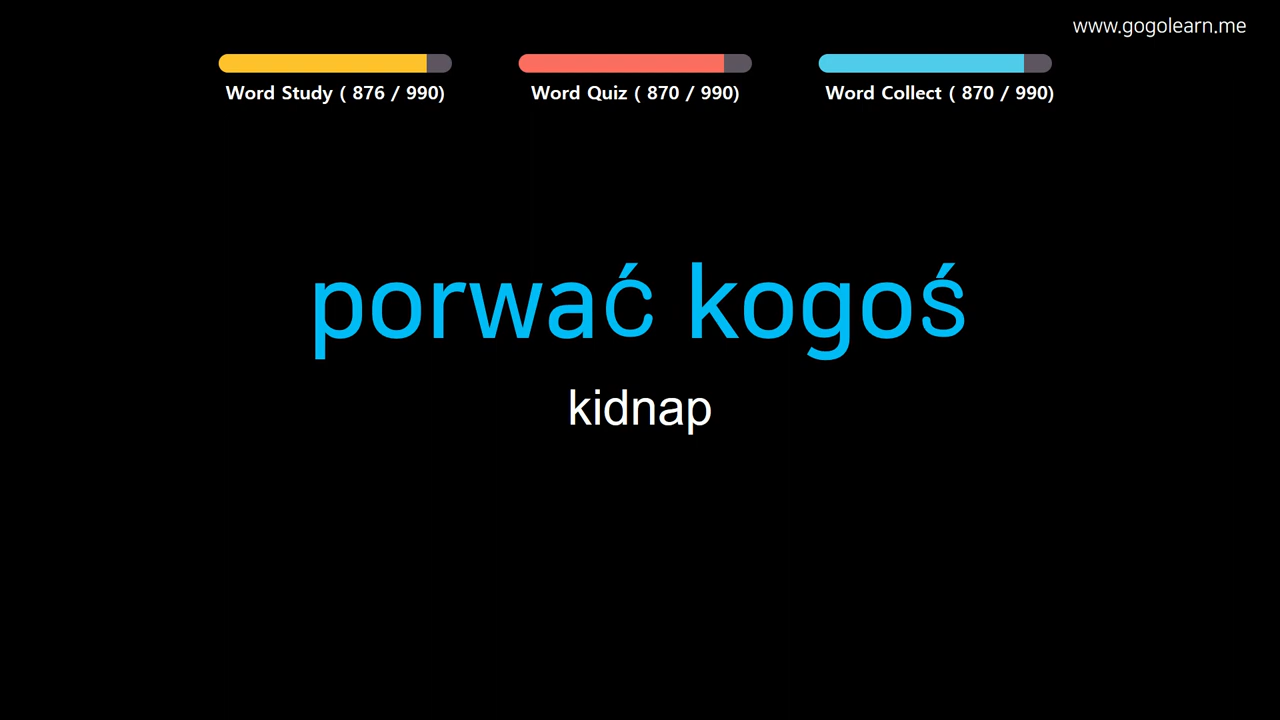 www.gogolearn.me
Word Study ( 876 / 990)
Word Quiz ( 870 / 990)
Word Collect ( 870 / 990)
porwać kogoś
kidnap